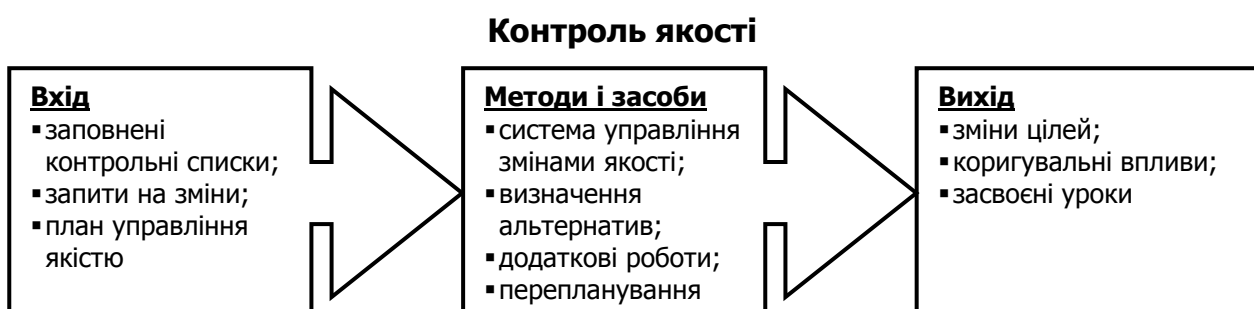 Контроль якості
Вхід
▪заповнені
контрольні списки;
▪запити на зміни;
▪план управління
якістю
Методи і засоби
▪система управління
змінами якості;
▪визначення
альтернатив;
▪додаткові роботи;
▪перепланування
Вихід
▪зміни цілей;
▪коригувальні впливи;
▪засвоєні уроки